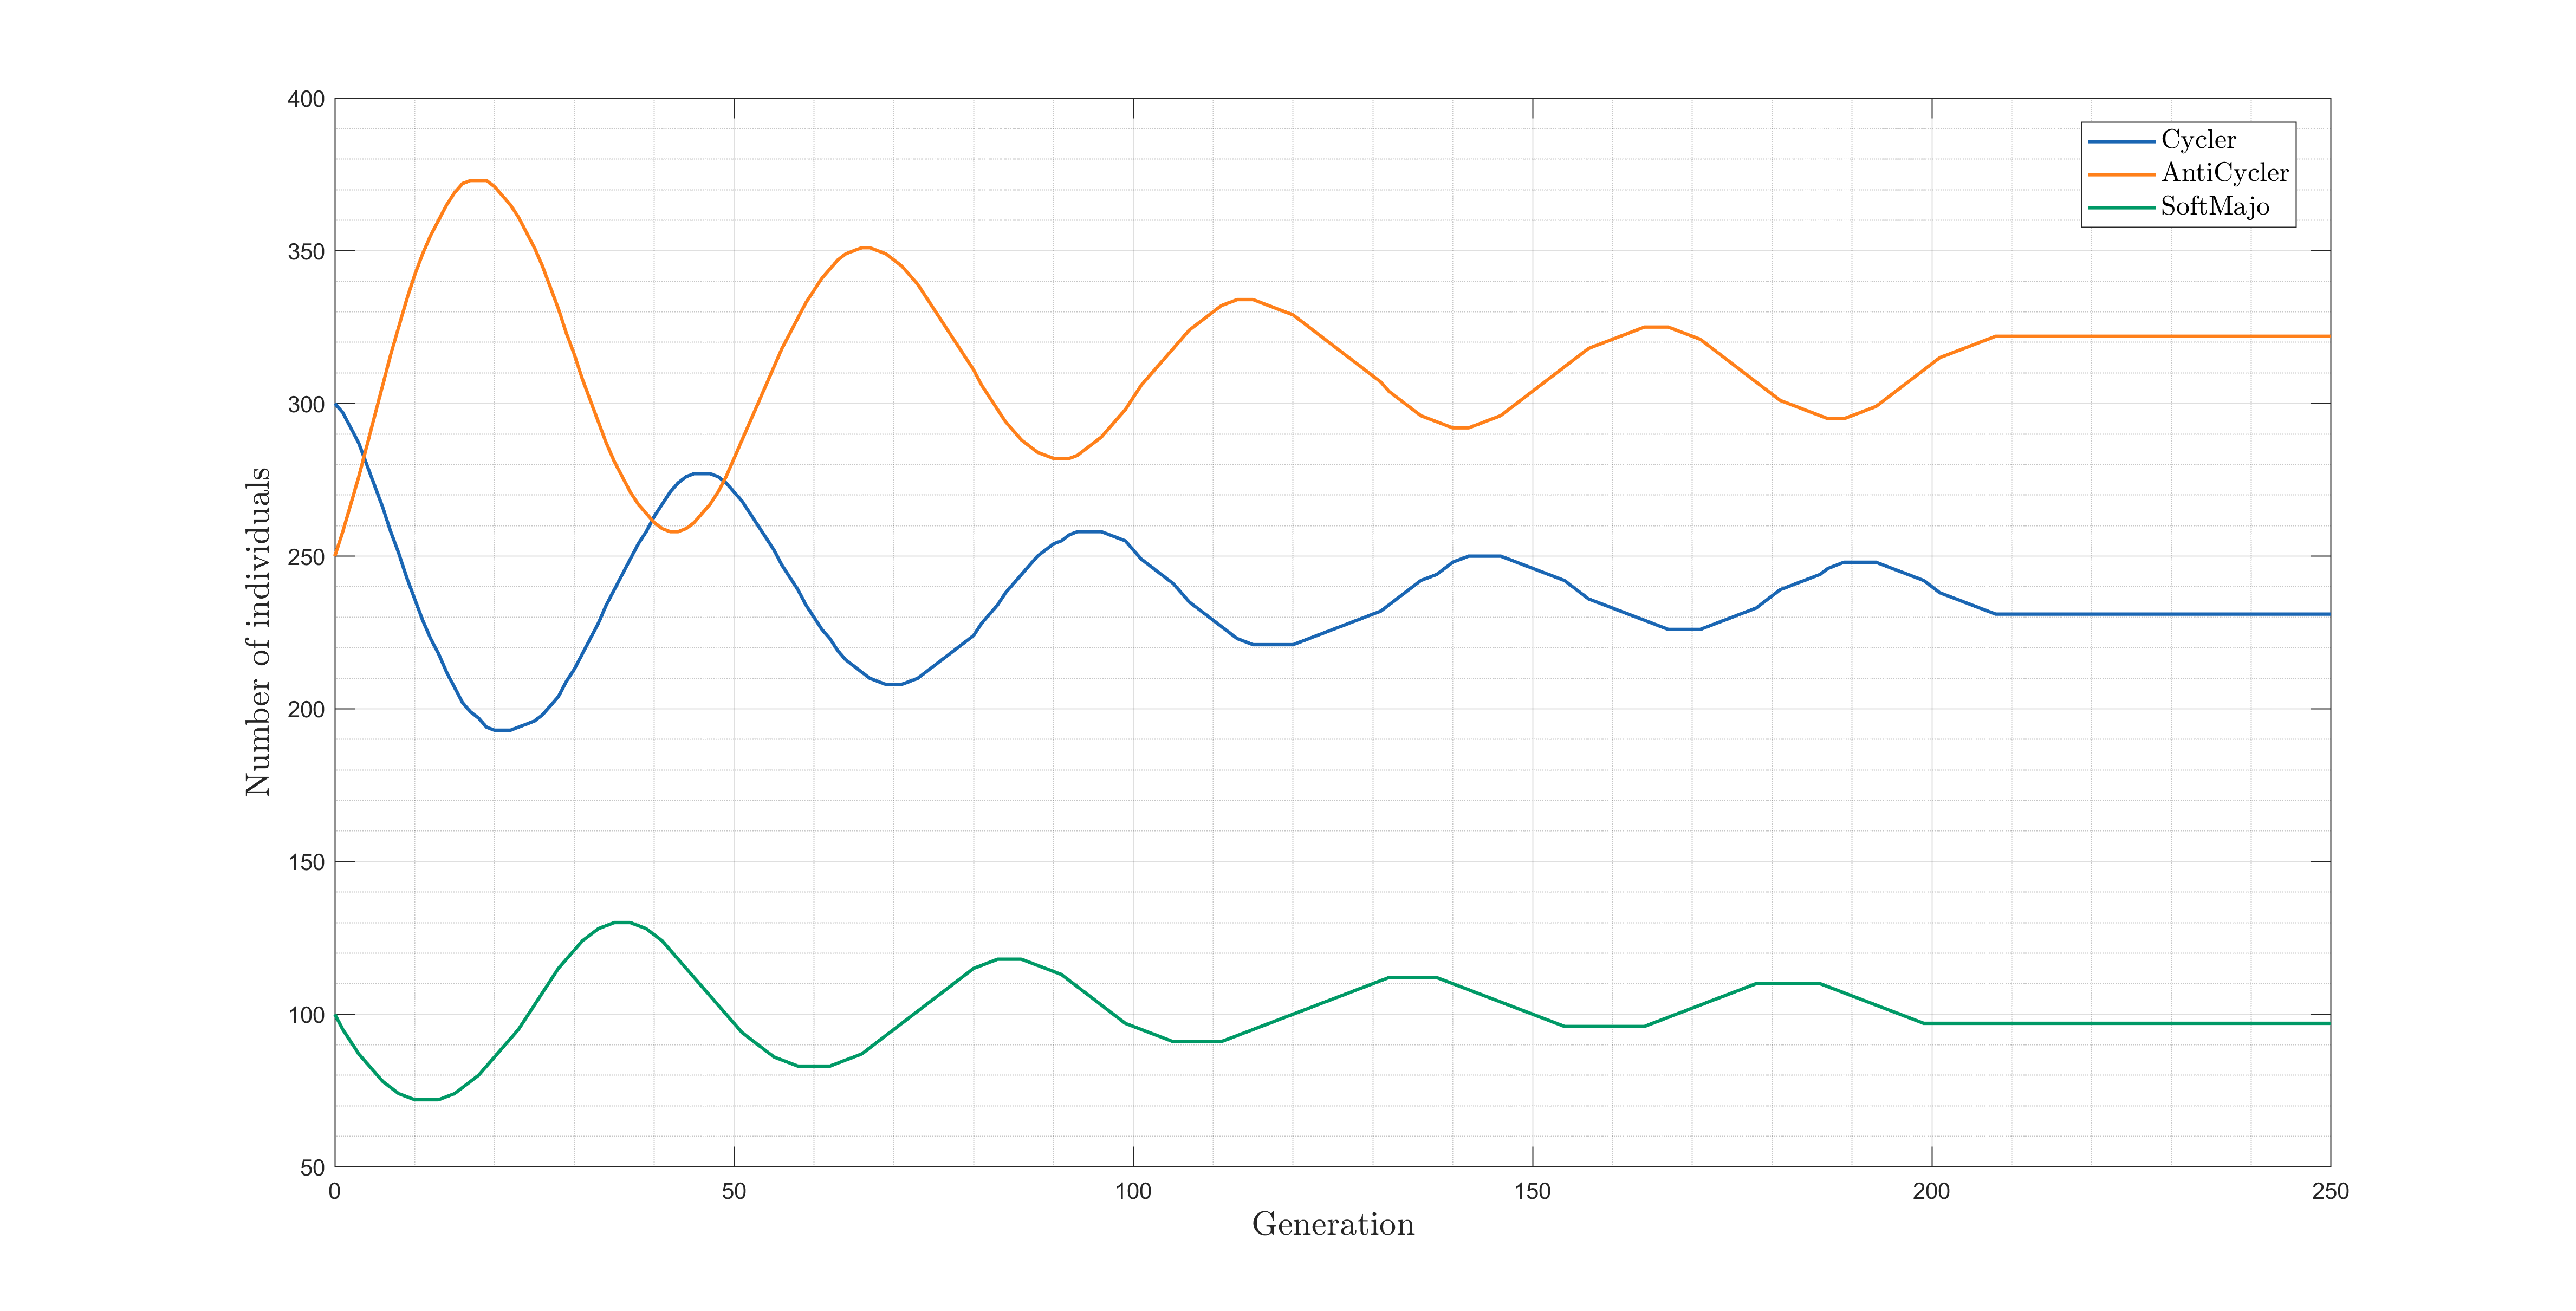 400
350
300
250
200
150
100
50
0
50
100
150
200
250
Number of individuals
Generation
Cycler
AntiCycler
SoftMajo